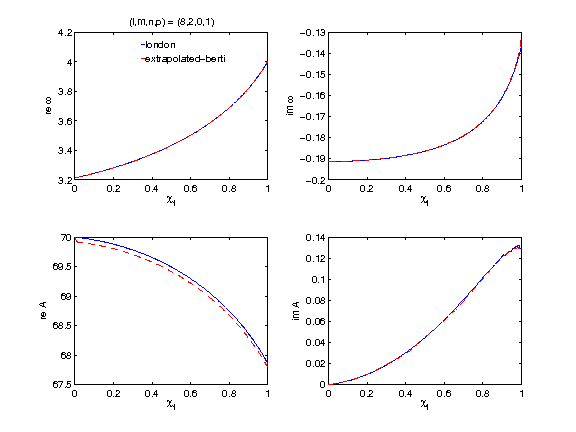 (l,m,n,p) = (8,2,0,1)
4.2
4
3.8
3.6
3.4
3.2
re ω
london
extrapolated−berti
0 0.2 0.4 0.6 0.8 1
χf
−0.13
−0.14
−0.15
−0.16
−0.17
−0.18
−0.19
−0.2
im ω
0 0.2 0.4 0.6 0.8 1
χf
70
69.5
69
68.5
68
67.5
re A
0 0.2 0.4 0.6 0.8 1
χf
0.14
0.12
0.1
0.08
0.06
0.04
0.02
0
im A
0 0.2 0.4 0.6 0.8 1
χf